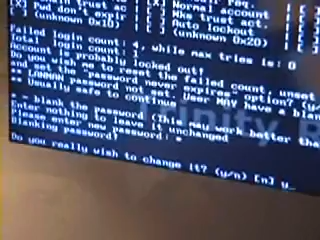 [ ] Norma account
[X] Pwd expir [ ] Mns trust act.
[ ] (unknown 0x10) [ ] Auto lockout
[ ] (unknown 0x20)
Failed login count: 4, while max tries is: 0
Total login count:
Account is probably locked out!
Do you wish me to reset the failed count, unset
and set the "password never expires" option? (y/
** LANMAN password not set. User MAY have a blan
** Usually safe to continue
* = blank the password (This may work better tha
Enter nothing to leave it unchanged
Please enter new password: *
Blanking password!
Do you really wish to change it? (y/n) [n] y_